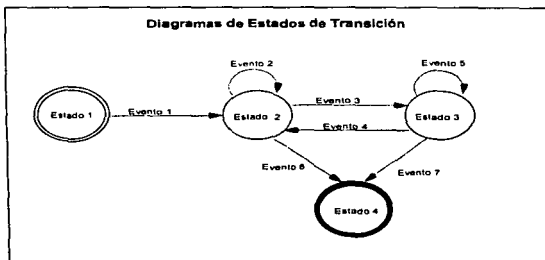 Diagramas de Estados de Transición
Evento 2
Evento 5
Estado 1
Evento 1
Estado 2
Evento 3
Estado 3
Evento 4
Evento 6
Evento 7
Estado 4